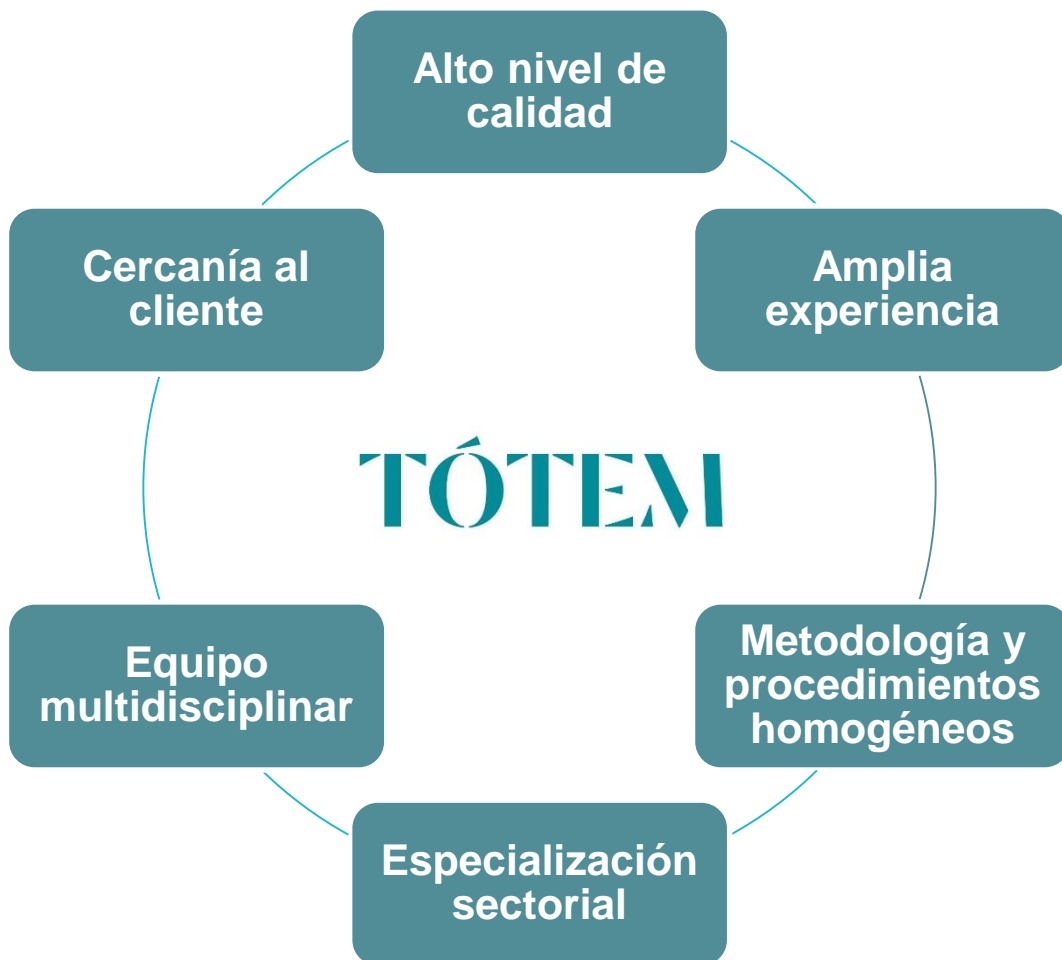 Alto nivel de
calidad
Amplia
experiencia
Metodología y
procedimientos
homogéneos
Especialización
sectorial
Equipo
multidisciplinar
Cercanía al
cliente
TÓTEM